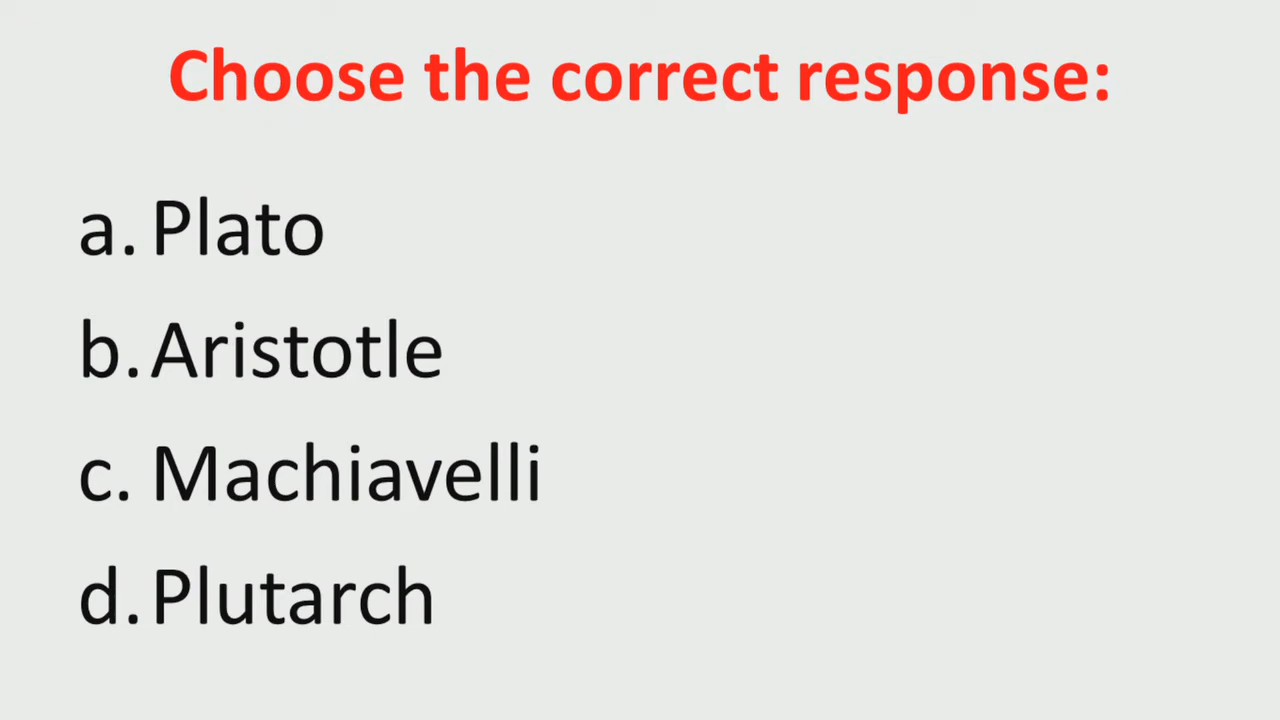 Choose the correct response:
a. Plato
b. Aristotle
c. Machiavelli
d. Plutarch